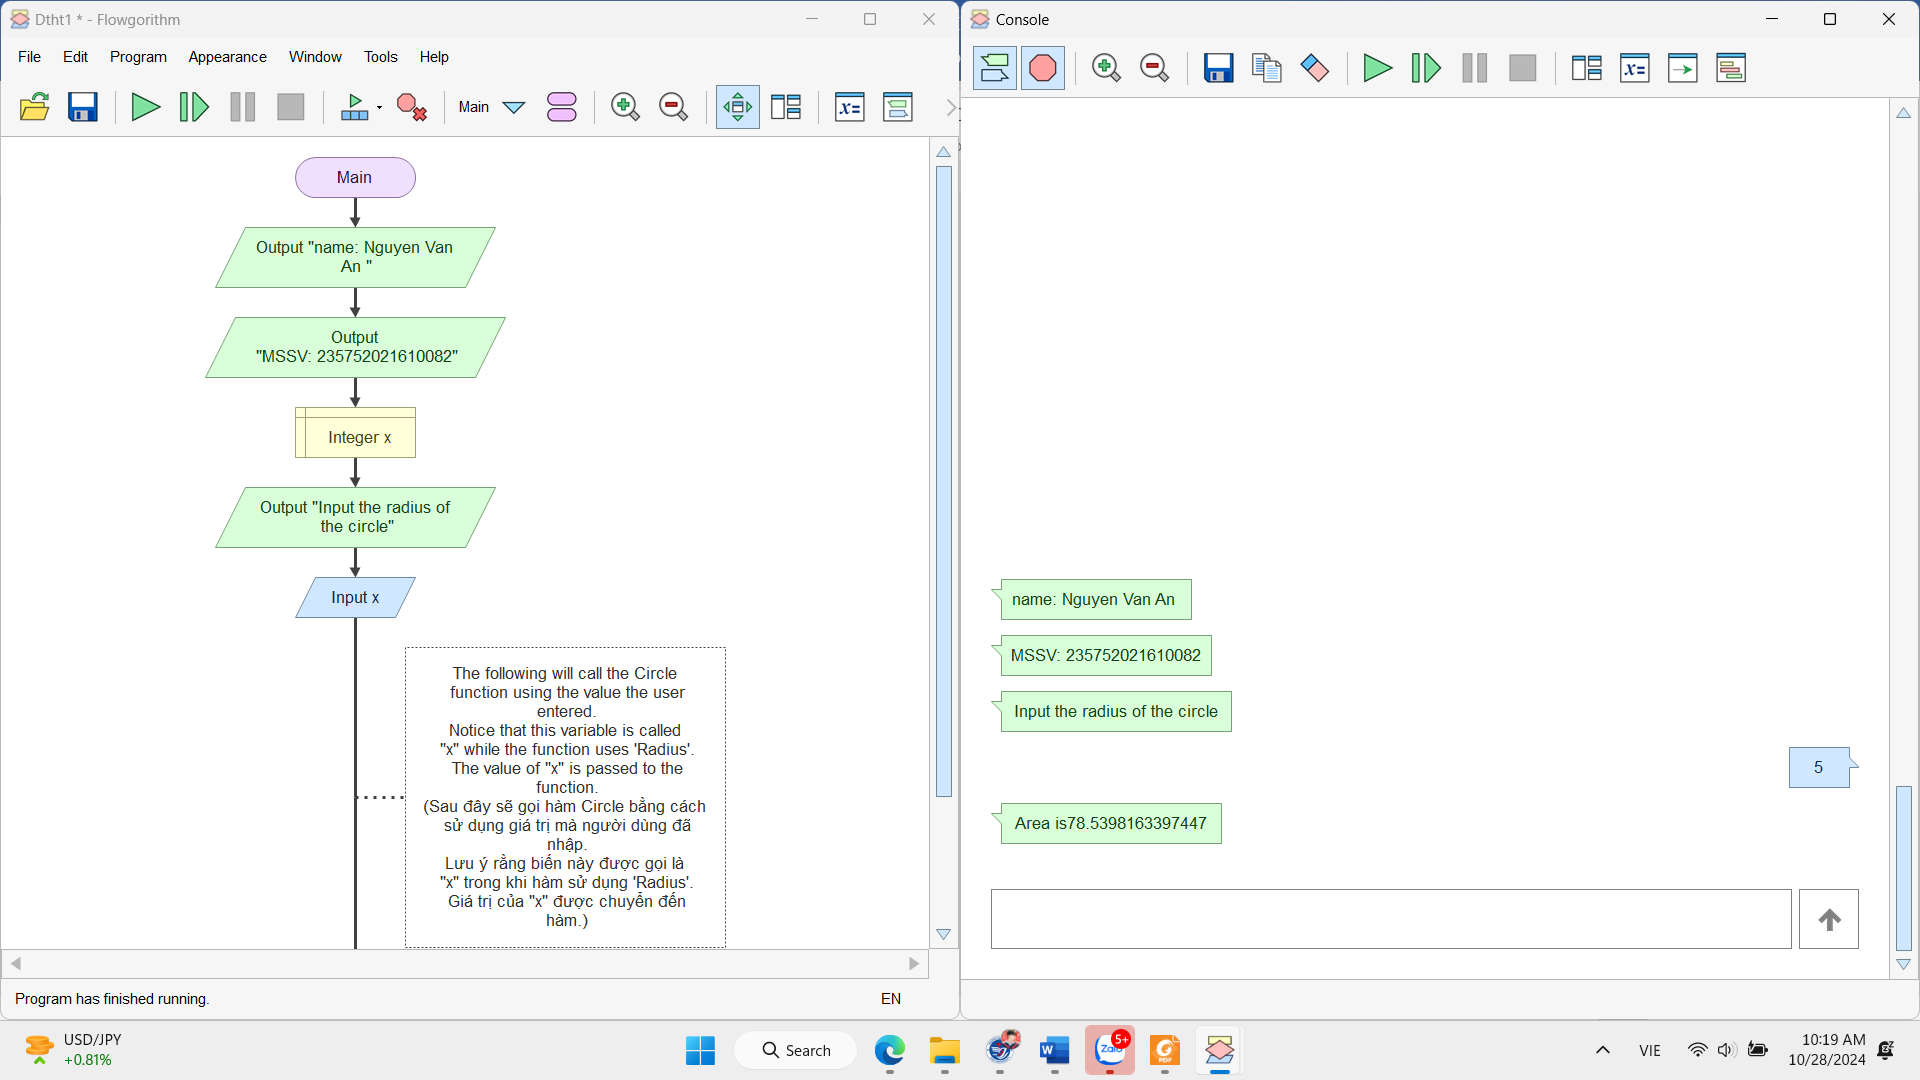 Dtht1 * - Flowgorithm
File Edit Program Appearance Window Tools Help
Main
Main
Output "name: Nguyen Van
An "
Output
"MSSV: 235752021610082"
Integer x
Output "Input the radius of
the circle"
Input x
The following will call the Circle
function using the value the user
entered.
Notice that this variable is called
"x" while the function uses 'Radius'.
The value of "x" is passed to the
function.
(Sau đây sẽ gọi hàm Circle bằng cách
sử dụng giá trị mà người dùng đã
nhập.
Lưu ý rằng biến này được gọi là
"x" trong khi hàm sử dụng 'Radius'.
Giá trị của "x" được chuyển đến
hàm.)
Program has finished running.
EN
Console
x=
x=
name: Nguyen Van An
MSSV: 235752021610082
Input the radius of the circle
5
Area is78.5398163397447
USD/JPY
+0.81%
Search
W
Zalo
5+
PDF
VIE
10:19 AM
10/28/2024